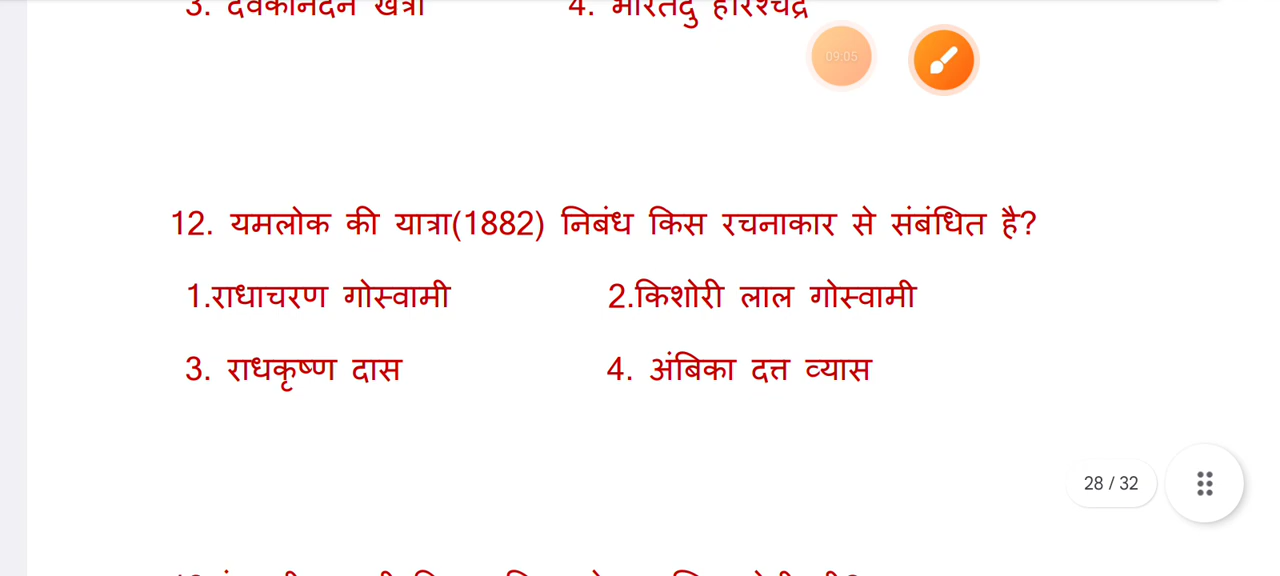 3. देवकीनंदन खत्री 4. भारतेंदु हरिश्चंद्र
09:05
12. यमलोक की यात्रा(1882) निबंध किस रचनाकार से संबंधित है?
1.राधाचरण गोस्वामी 2.किशोरी लाल गोस्वामी
3. राधकृष्ण दास 4. अंबिका दत्त व्यास
28 / 32